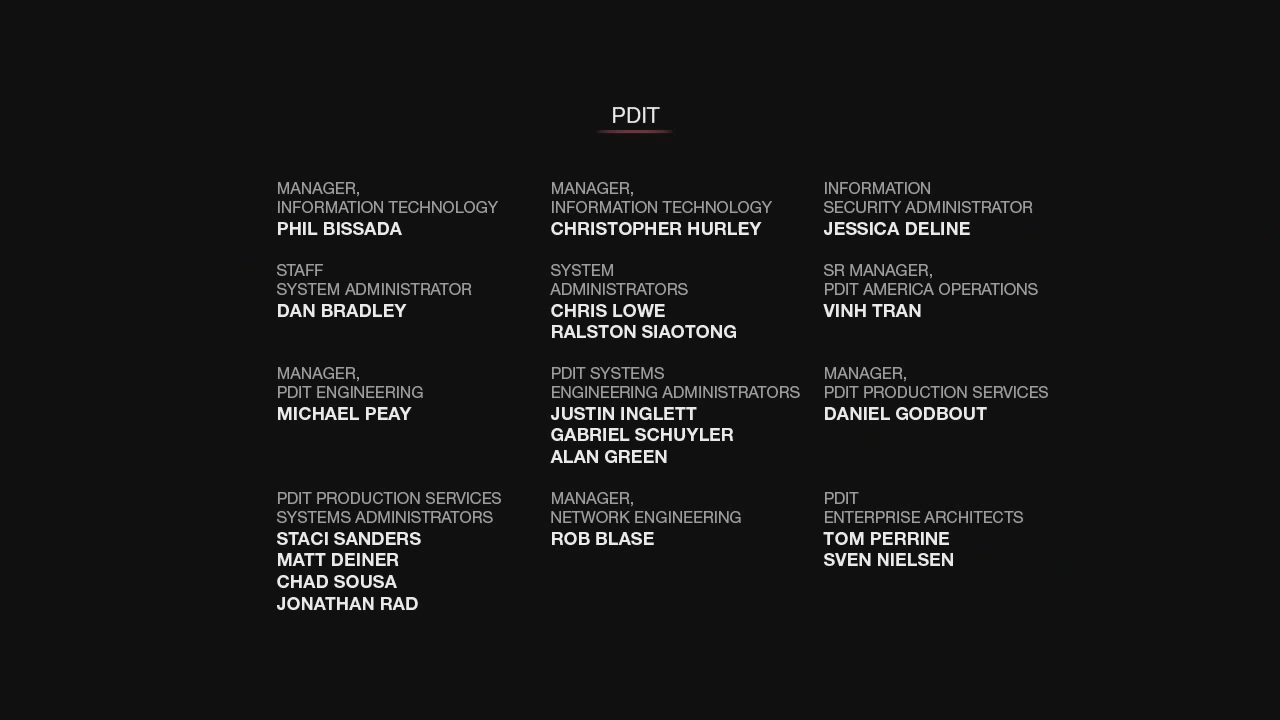 PDIT
MANAGER,
INFORMATION TECHNOLOGY
PHIL BISSADA
MANAGER,
INFORMATION TECHNOLOGY
CHRISTOPHER HURLEY
INFORMATION
SECURITY ADMINISTRATOR
JESSICA DELINE
STAFF
SYSTEM ADMINISTRATOR
DAN BRADLEY
SYSTEM
ADMINISTRATORS
CHRIS LOWE
RALSTON SIAOTONG
SR MANAGER,
PDIT AMERICA OPERATIONS
VINH TRAN
MANAGER,
PDIT ENGINEERING
MICHAEL PEAY
PDIT SYSTEMS
ENGINEERING ADMINISTRATORS
JUSTIN INGLETT
GABRIEL SCHUYLER
ALAN GREEN
MANAGER,
PDIT PRODUCTION SERVICES
DANIEL GODBOUT
PDIT PRODUCTION SERVICES
SYSTEMS ADMINISTRATORS
STACI SANDERS
MATT DEINER
CHAD SOUSA
JONATHAN RAD
MANAGER,
NETWORK ENGINEERING
ROB BLASE
PDIT
ENTERPRISE ARCHITECTS
TOM PERRINE
SVEN NIELSEN